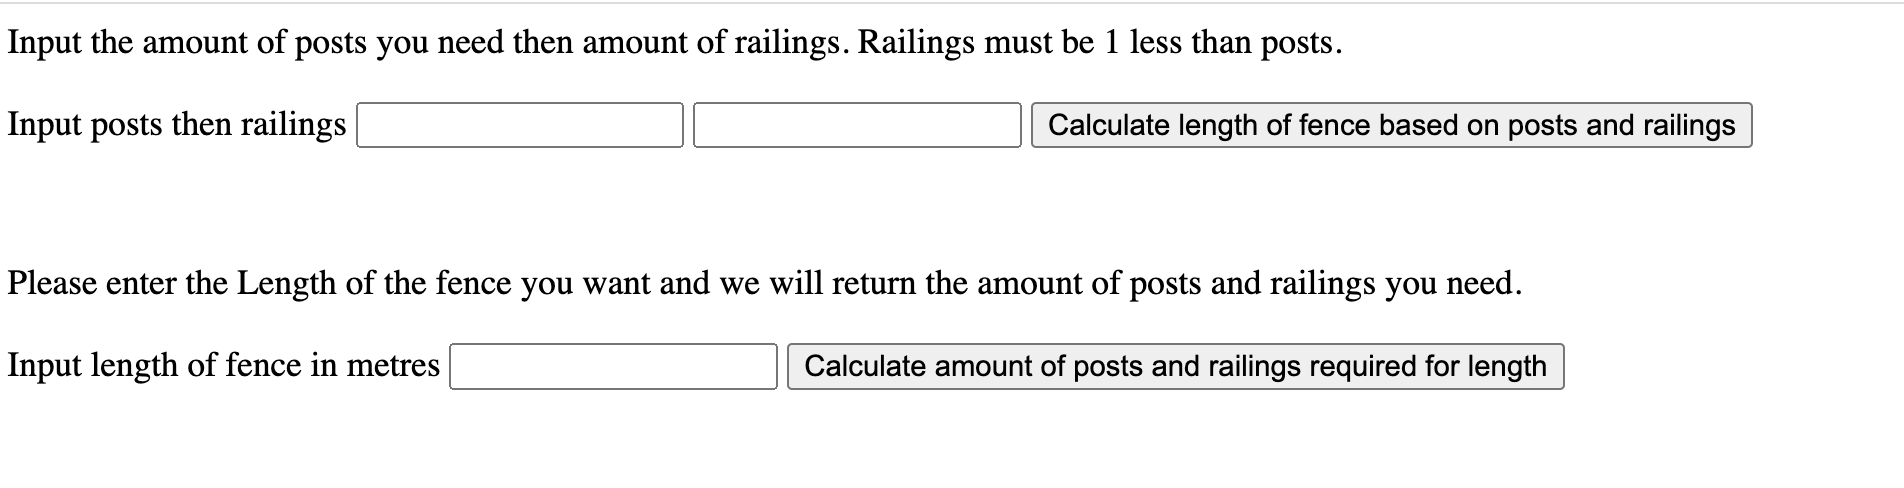 Input the amount of posts you need then amount of railings. Railings must be 1 less than posts.
Input posts then railings Calculate length of fence based on posts and railings
Please enter the Length of the fence you want and we will return the amount of posts and railings you need.
Input length of fence in metres Calculate amount of posts and railings required for length